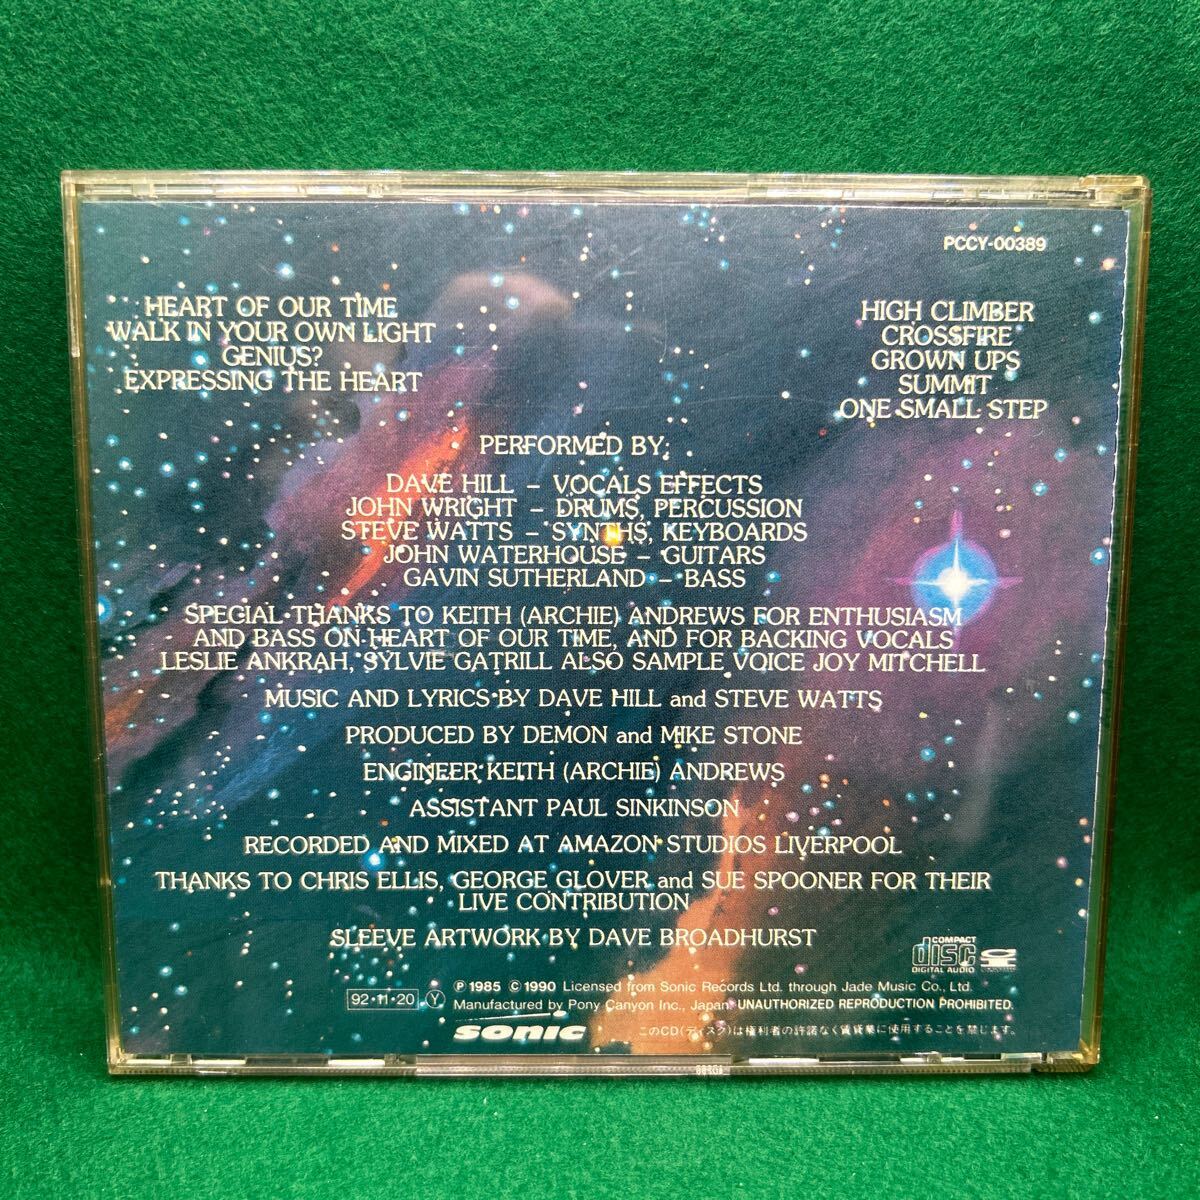 PCCY-00389
HEART OF OUR TIME
WALK IN YOUR OWN LIGHT
GENIUS?
EXPRESSING THE HEART
HIGH CLIMBER
CROSSFIRE
GROWN UPS
SUMMIT
ONE SMALL STEP
PERFORMED BY:
DAVE HILL – VOCALS EFFECTS
JOHN WRIGHT – DRUMS, PERCUSSION
STEVE WATTS – SYNTHS, KEYBOARDS
JOHN WATERHOUSE – GUITARS
GAVIN SUTHERLAND – BASS
SPECIAL THANKS TO KEITH (ARCHIE) ANDREWS FOR ENTHUSIASM
AND BASS ON HEART OF OUR TIME, AND FOR BACKING VOCALS
LESLIE ANKRAH, SYLVIE GATRILL ALSO SAMPLE VOICE JOY MITCHELL
MUSIC AND LYRICS BY DAVE HILL and STEVE WATTS
PRODUCED BY DEMON and MIKE STONE
ENGINEER KEITH (ARCHIE) ANDREWS
ASSISTANT PAUL SINKINSON
RECORDED AND MIXED AT AMAZON STUDIOS LIVERPOOL
THANKS TO CHRIS ELLIS, GEORGE GLOVER and SUE SPOONER FOR THEIR
LIVE CONTRIBUTION
SLEEVE ARTWORK BY DAVE BROADHURST
COMPACT
disc
DIGITAL AUDIO
92·11·20 Ⓨ
Ⓟ 1985 © 1990 Licensed from Sonic Records Ltd. through Jade Music Co., Ltd.
Manufactured by Pony Canyon Inc., Japan. UNAUTHORIZED REPRODUCTION PROHIBITED.
sonic
このCD(ディスク)は権利者の許諾なく賃貸業に使用することを禁じます。